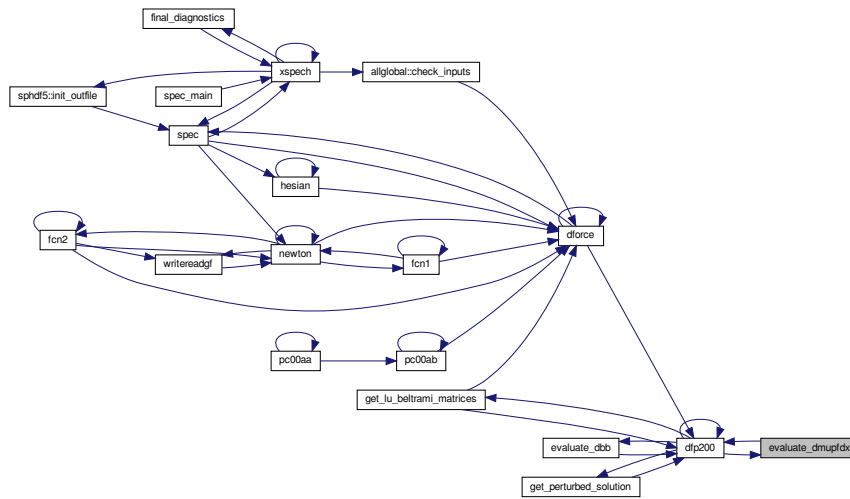 final_diagnostics
xspech
allglobal::check_inputs
sphdf5::init_outfile
spec_main
spec
hesian
dforce
fcn2
newton
writereadgf
fcn1
pc00aa
pc00ab
get_lu_beltrami_matrices
evaluate_dbb
dfp200
evaluate_dmupfdx
get_perturbed_solution